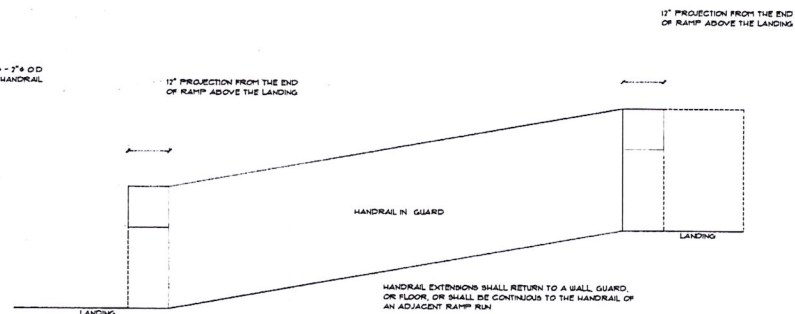 12" PROJECTION FROM THE END
OF RAMP ABOVE THE LANDING
HANDRAIL
12" PROJECTION FROM THE END
OF RAMP ABOVE THE LANDING
HANDRAIL IN GUARD
LANDING
HANDRAIL EXTENSIONS SHALL RETURN TO A WALL, GUARD,
OR FLOOR, OR SHALL BE CONTINUOUS TO THE HANDRAIL OF
AN ADJACENT RAMP RUN
LANDING